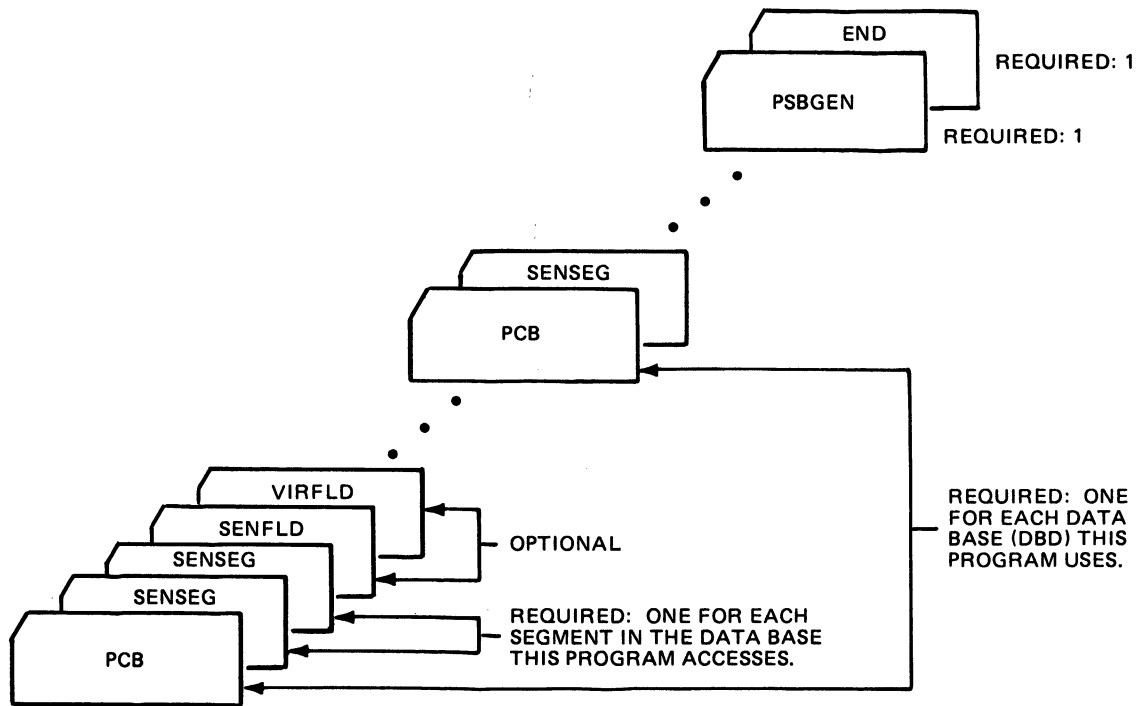 END
REQUIRED: 1
PSBGEN
REQUIRED: 1
SENSEG
PCB
VIRFLD
SENFLD
OPTIONAL
SENSEG
SENSEG
PCB
REQUIRED: ONE FOR EACH
SEGMENT IN THE DATA BASE
THIS PROGRAM ACCESSES.
REQUIRED: ONE
FOR EACH DATA
BASE (DBD) THIS
PROGRAM USES.